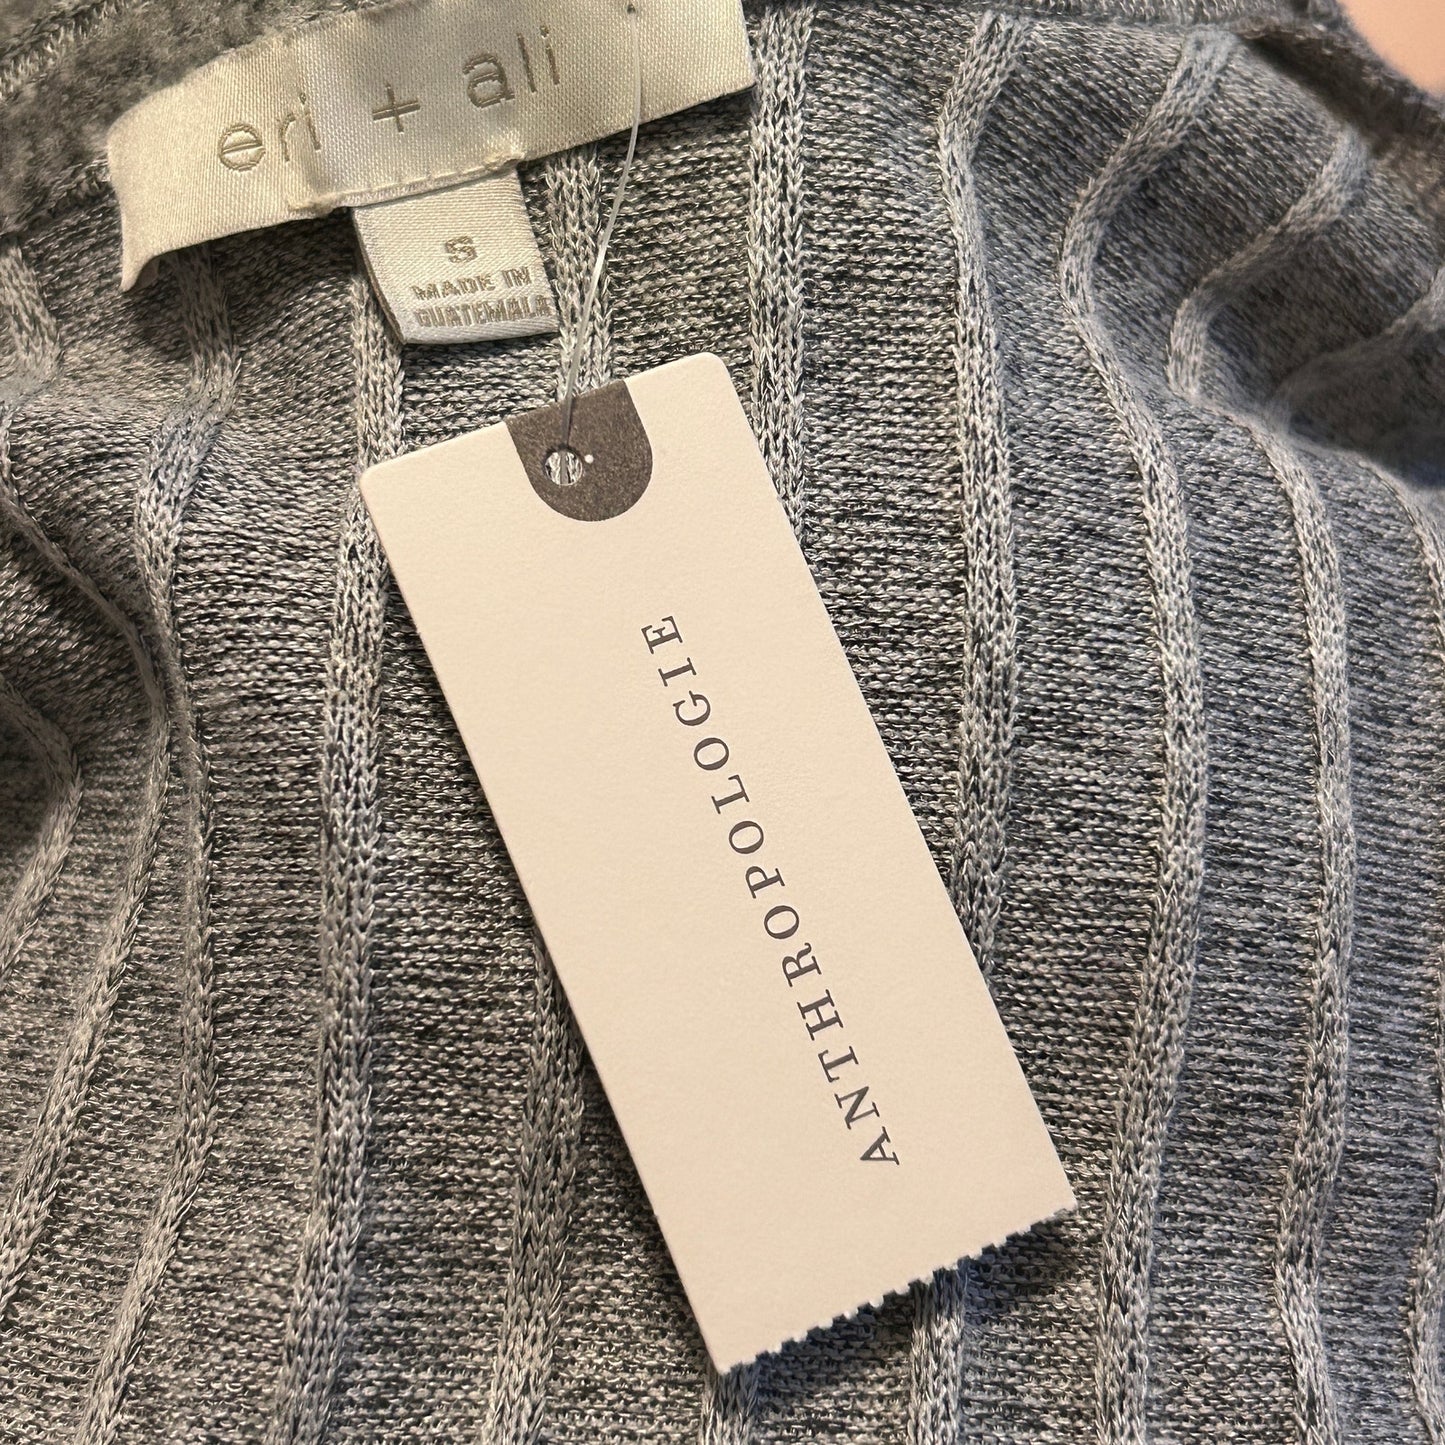 eri + ali
S
MADE IN
GUATEMALA
ANTHROPOLOGIE